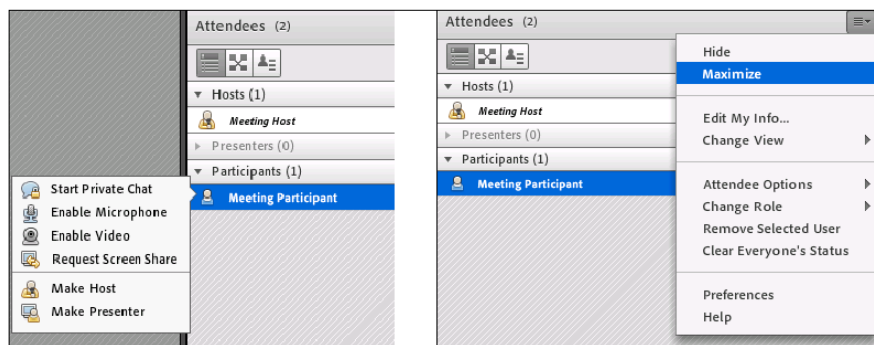 Attendees (2)
Hosts (1)
Meeting Host
Presenters (0)
Participants (1)
Meeting Participant
Start Private Chat
Enable Microphone
Enable Video
Request Screen Share
Make Host
Make Presenter
Attendees (2)
Hosts (1)
Meeting Host
Presenters (0)
Participants (1)
Meeting Participant
Hide
Maximize
Edit My Info...
Change View
Attendee Options
Change Role
Remove Selected User
Clear Everyone's Status
Preferences
Help